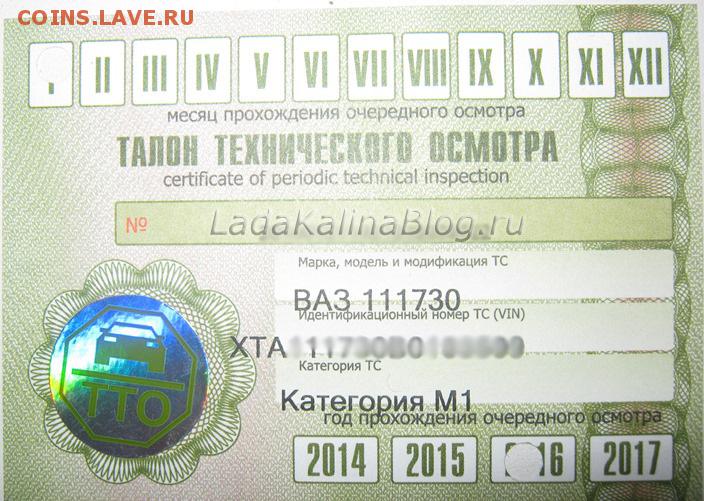 COINS.LAVE.RU
II III IV V VI VII VIII IX X XI XII
месяц прохождения очередного осмотра
ТАЛОН ТЕХНИЧЕСКОГО ОСМОТРА
certificate of periodic technical inspection
№ LadaKalinaBlog.ru
Марка, модель и модификация ТС
ВАЗ 111730
Идентификационный номер ТС (VIN)
ХТА
Категория ТС
Категория М1
ТТО
год прохождения очередного осмотра
2014 2015 16 2017